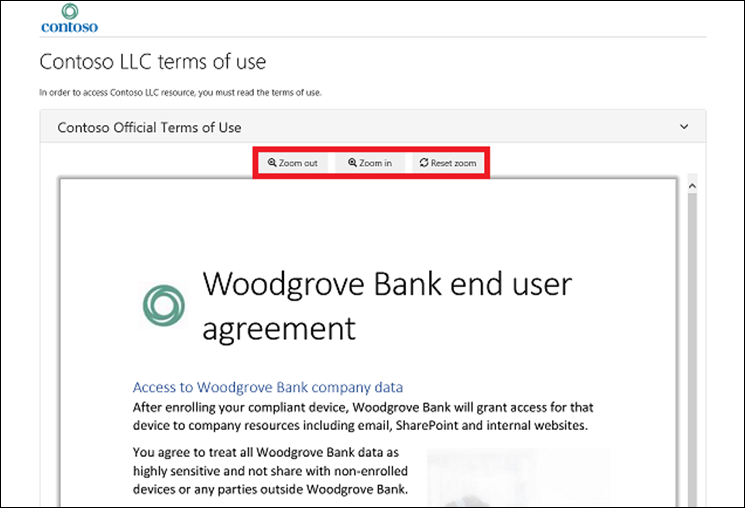 contoso
Contoso LLC terms of use
In order to access Contoso LLC resource, you must read the terms of use.
Contoso Official Terms of Use
Zoom out Zoom in Reset zoom
Woodgrove Bank end user
agreement
Access to Woodgrove Bank company data
After enrolling your compliant device, Woodgrove Bank will grant access for that
device to company resources including email, SharePoint and internal websites.
You agree to treat all Woodgrove Bank data as
highly sensitive and not share with non-enrolled
devices or any parties outside Woodgrove Bank.